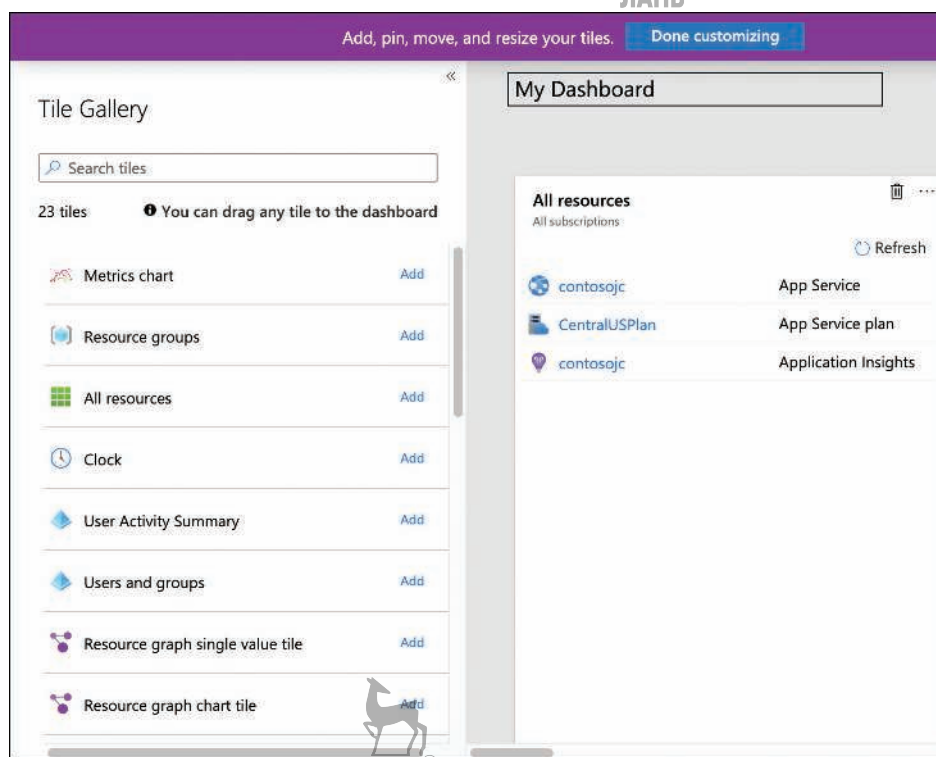 ЛАНЬ
Add, pin, move, and resize your tiles. Done customizing
«
Tile Gallery
Search tiles
23 tiles You can drag any tile to the dashboard
Metrics chart Add
Resource groups Add
All resources Add
Clock Add
User Activity Summary Add
Users and groups Add
Resource graph single value tile Add
Resource graph chart tile Add
My Dashboard
All resources ...
All subscriptions
Refresh
contosojc App Service
CentralUSPlan App Service plan
contosojc Application Insights